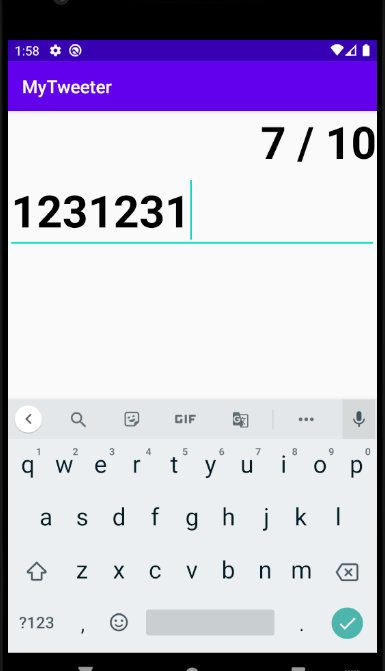 1:58
MyTweeter
7 / 10
1231231
GIF
1 2 3 4 5 6 7 8 9 0
q w e r t y u i o p
a s d f g h j k l
z x c v b n m
?123 , .